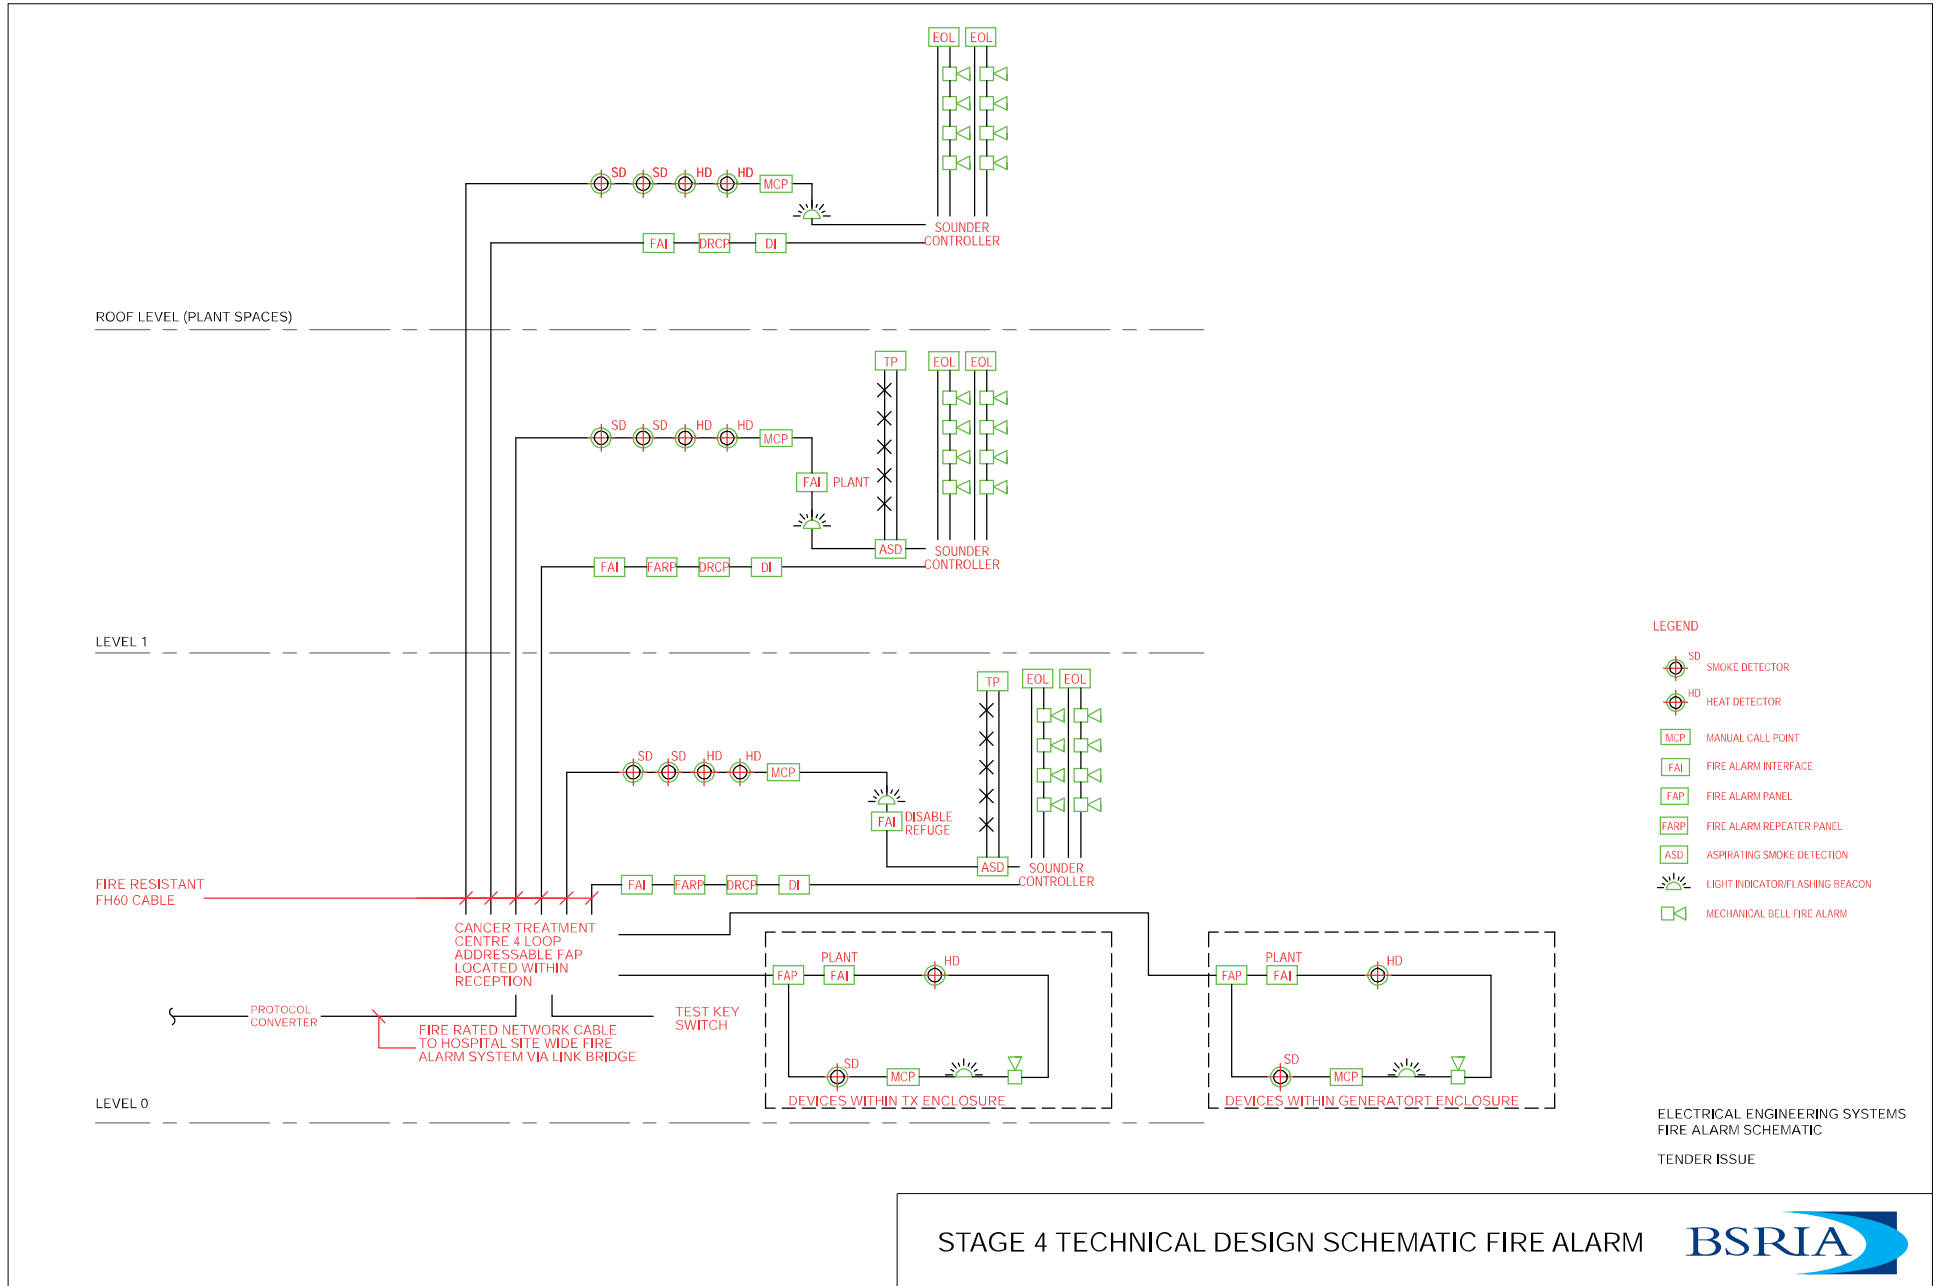 EOL EOL
SD SD HD HD
MCP
SOUNDER
CONTROLLER
FAI DRCP DI
ROOF LEVEL (PLANT SPACES)
TP EOL EOL
SD SD HD HD
MCP
FAI PLANT
ASD SOUNDER
CONTROLLER
FAI FARP DRCP DI
LEVEL 1
TP EOL EOL
SD SD HD HD
MCP
FAI DISABLE
REFUGE
ASD SOUNDER
CONTROLLER
FAI FARP DRCP DI
FIRE RESISTANT
FH60 CABLE
CANCER TREATMENT
CENTRE 4 LOOP
ADDRESSABLE FAP
LOCATED WITHIN
RECEPTION
PROTOCOL
CONVERTER
FIRE RATED NETWORK CABLE
TO HOSPITAL SITE WIDE FIRE
ALARM SYSTEM VIA LINK BRIDGE
TEST KEY
SWITCH
PLANT
FAP FAI HD
SD
MCP
DEVICES WITHIN TX ENCLOSURE
PLANT
FAP FAI HD
SD
MCP
DEVICES WITHIN GENERATORT ENCLOSURE
LEVEL 0
LEGEND
SD SMOKE DETECTOR
HD HEAT DETECTOR
MCP MANUAL CALL POINT
FAI FIRE ALARM INTERFACE
FAP FIRE ALARM PANEL
FARP FIRE ALARM REPEATER PANEL
ASD ASPIRATING SMOKE DETECTION
LIGHT INDICATOR/FLASHING BEACON
MECHANICAL BELL FIRE ALARM
ELECTRICAL ENGINEERING SYSTEMS
FIRE ALARM SCHEMATIC
TENDER ISSUE
STAGE 4 TECHNICAL DESIGN SCHEMATIC FIRE ALARM
BSRIA